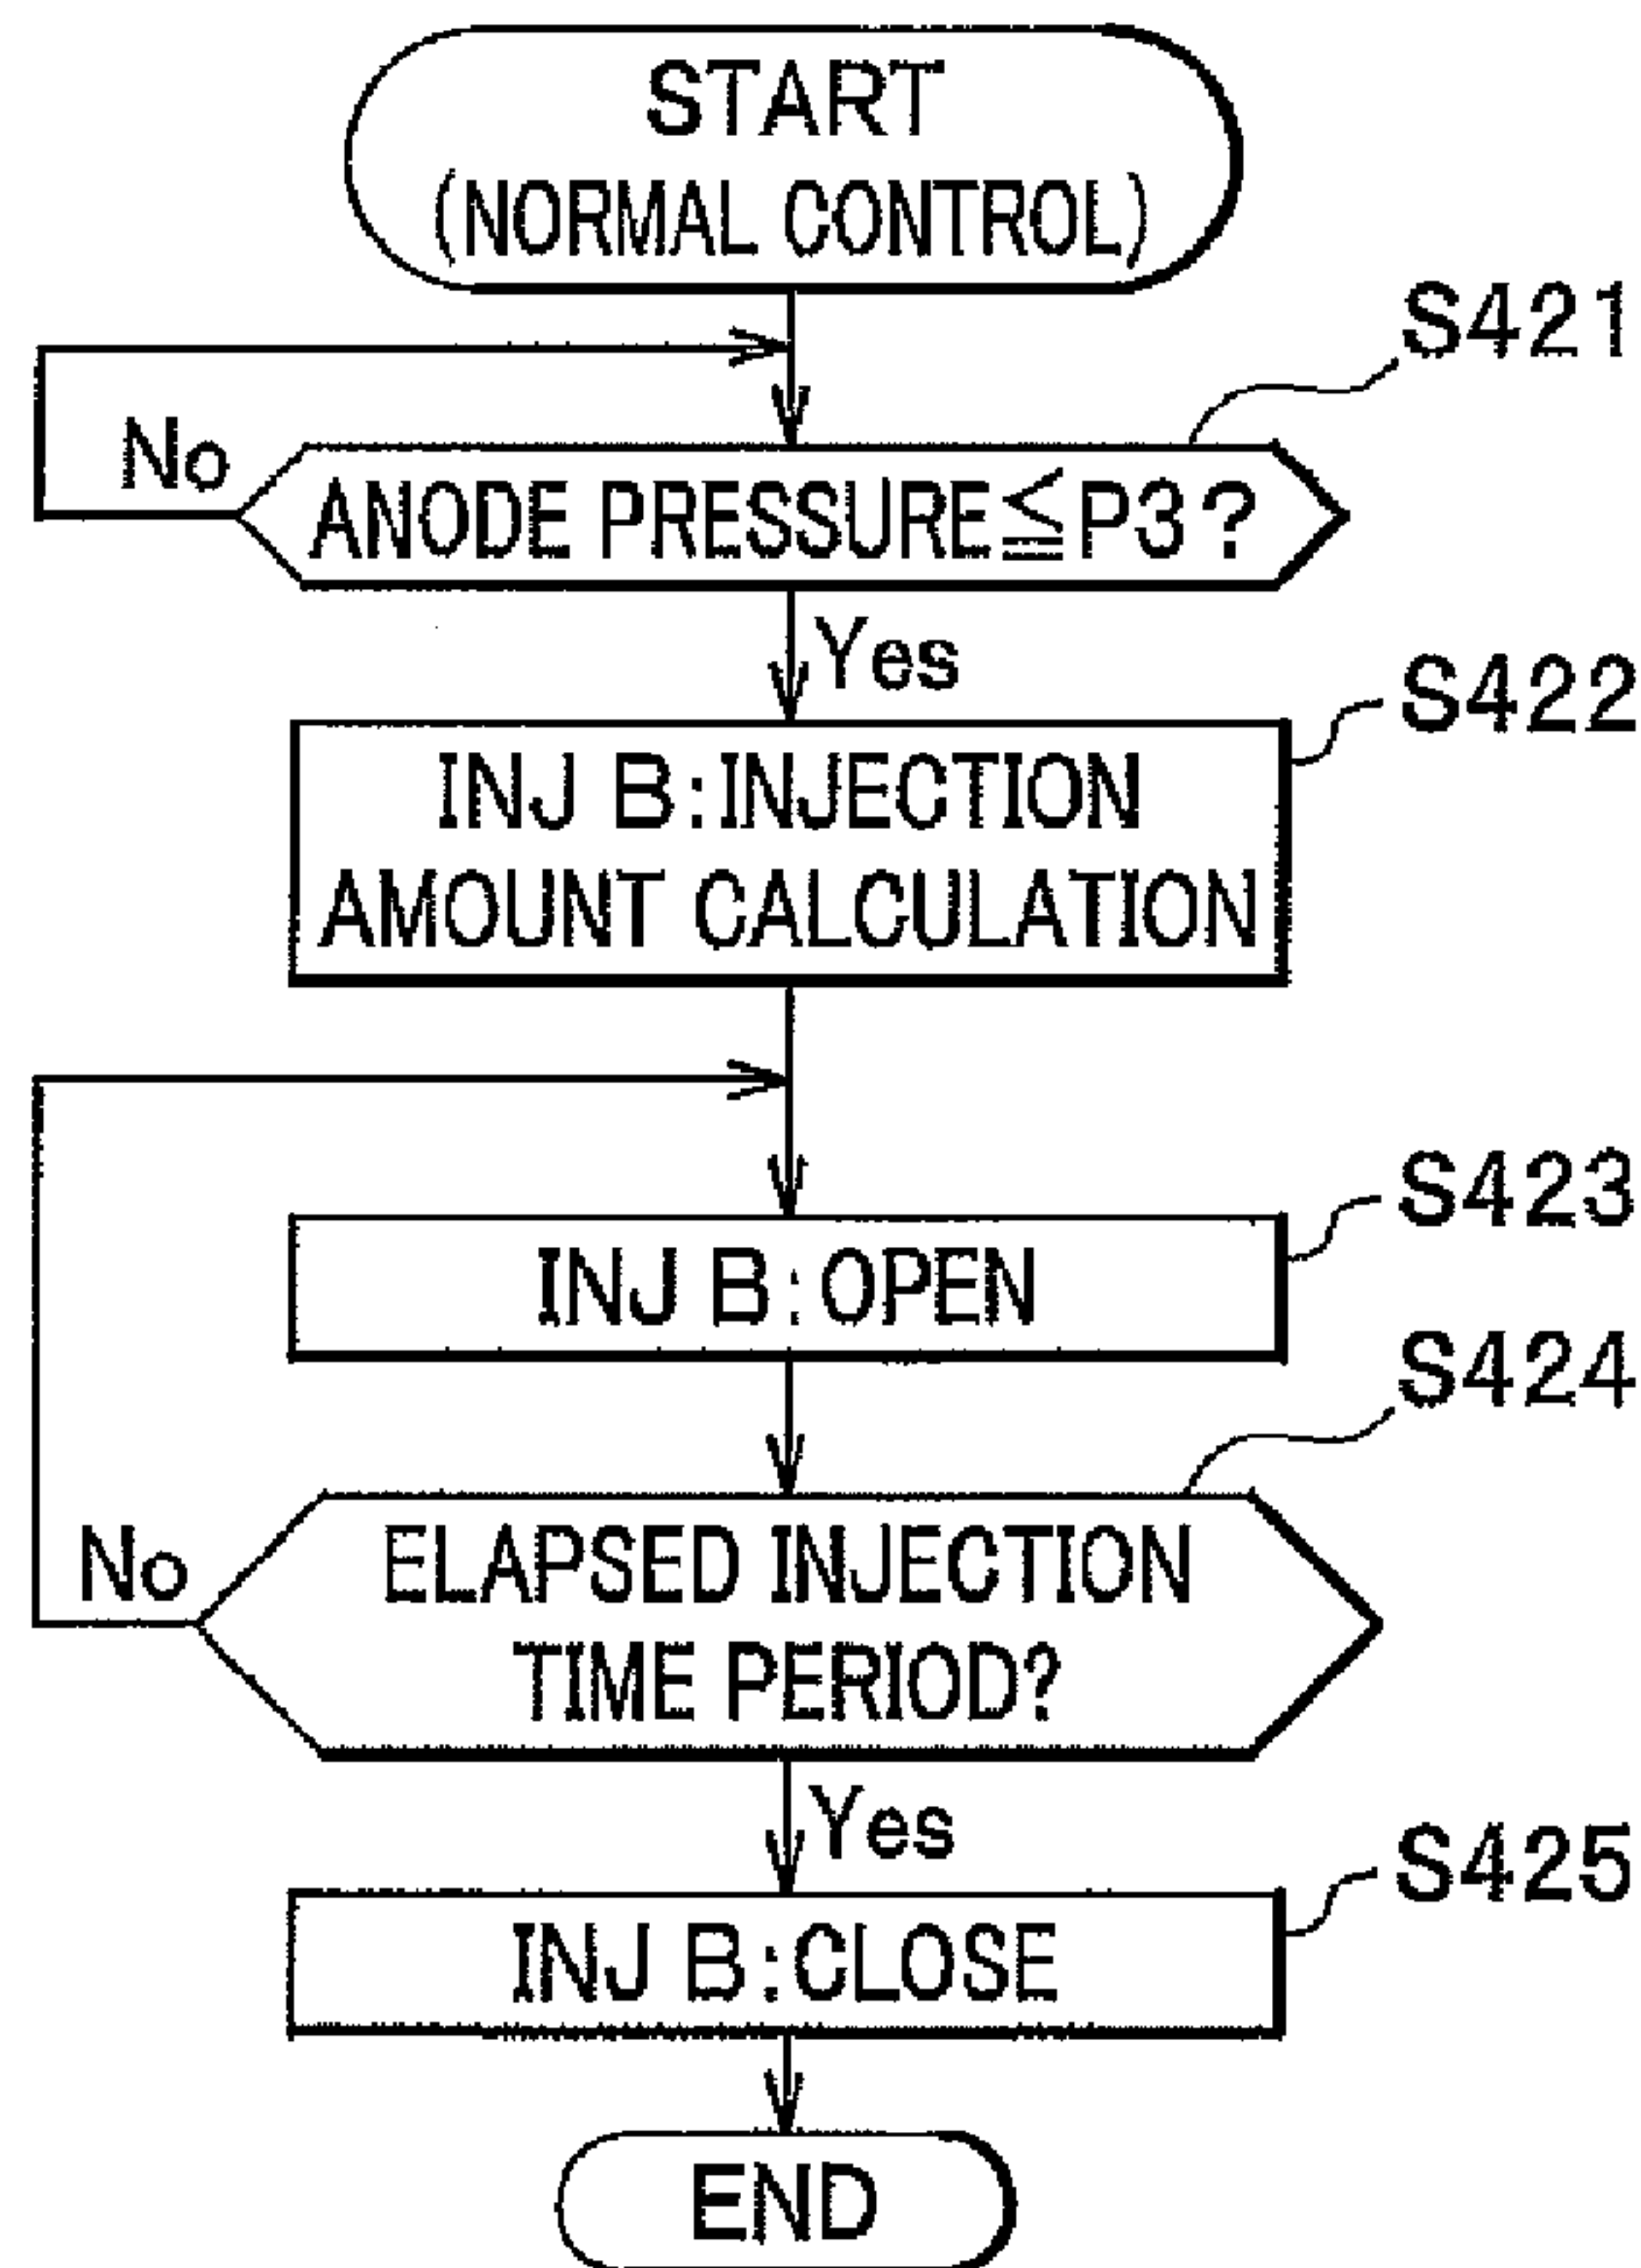 START
(NORMAL CONTROL)
S421
No
ANODE PRESSURE≦P3?
Yes
S422
INJ B:INJECTION
AMOUNT CALCULATION
S423
INJ B:OPEN
S424
No
ELAPSED INJECTION
TIME PERIOD?
Yes
S425
INJ B:CLOSE
END